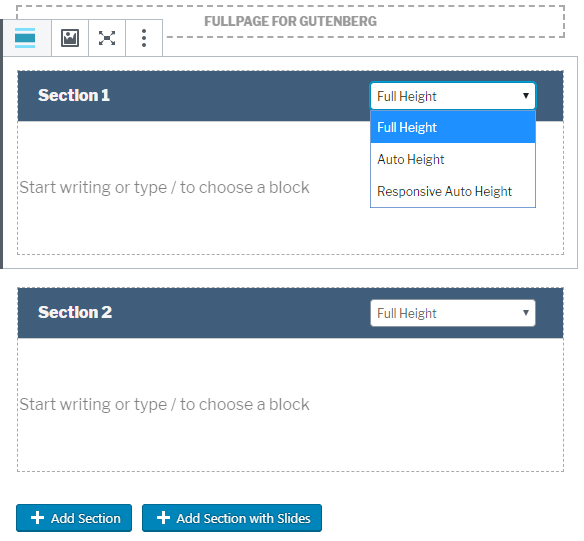 FULLPAGE FOR GUTENBERG
Section 1
Full Height
Full Height
Auto Height
Responsive Auto Height
Start writing or type / to choose a block
Section 2
Full Height
Start writing or type / to choose a block
Add Section
Add Section with Slides